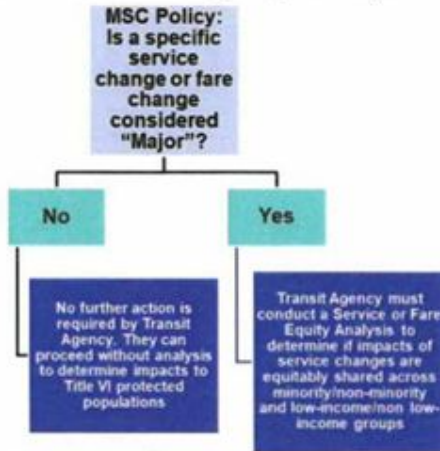 MSC Policy:
Is a specific
service
change or fare
change
considered
"Major"?
No
Yes
No further action is
required by Transit
Agency. They can
proceed without analysis
to determine impacts to
Title VI protected
populations
Transit Agency must
conduct a Service or Fare
Equity Analysis to
determine if impacts of
service changes are
equitably shared across
minority/non-minority
and low-income/non low-
income groups